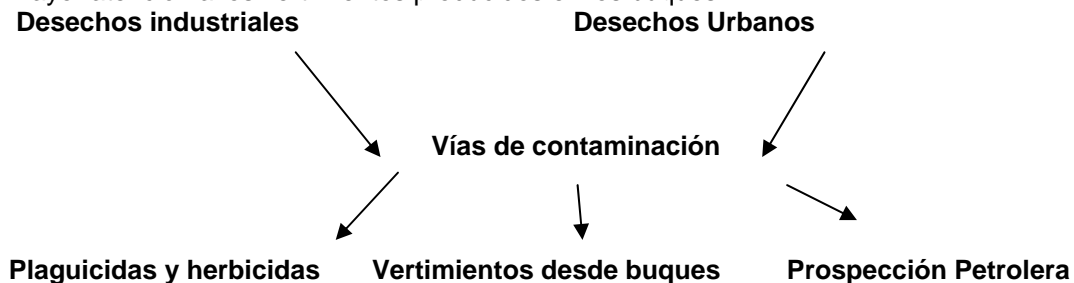 Desechos industriales Desechos Urbanos
Vías de contaminación
Plaguicidas y herbicidas Vertimientos desde buques Prospección Petrolera